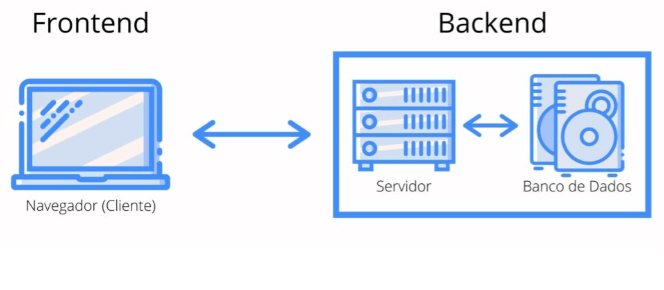 Frontend
Backend
Navegador (Cliente)
Servidor
Banco de Dados